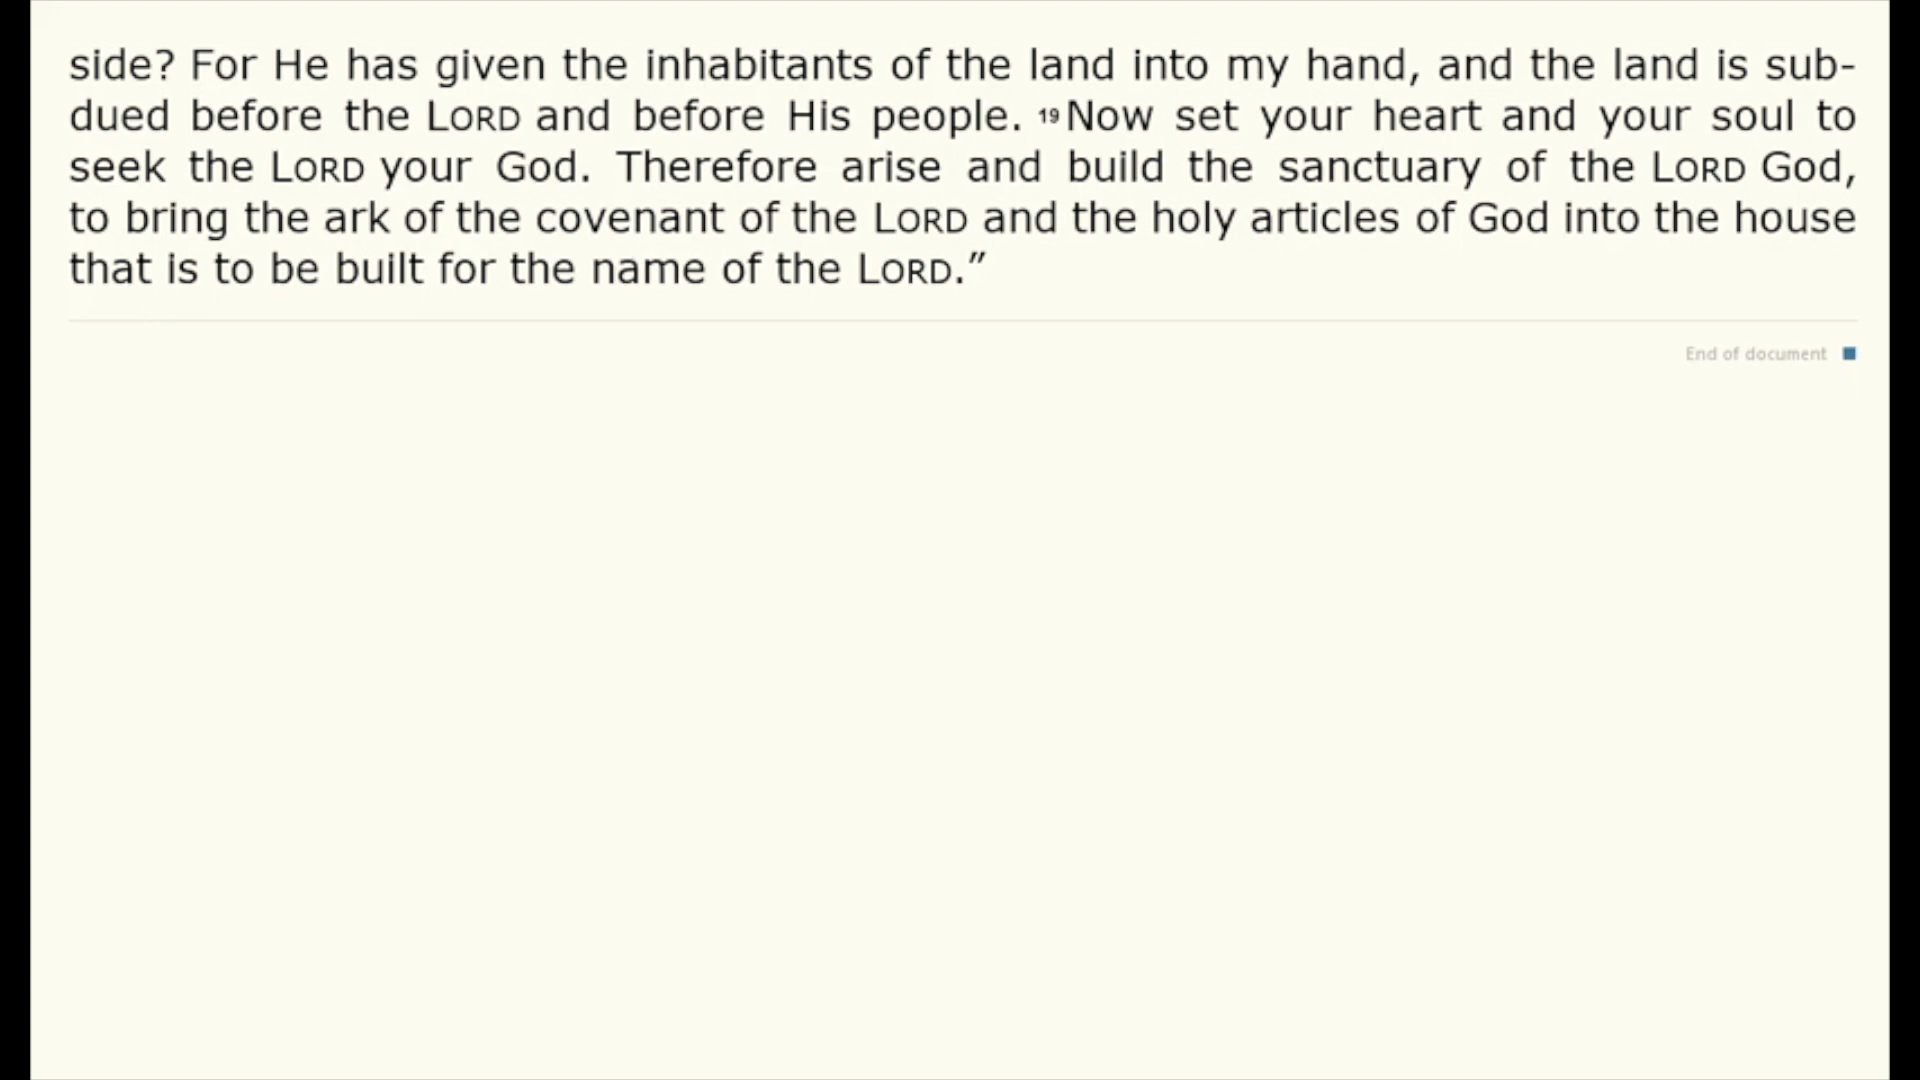 side? For He has given the inhabitants of the land into my hand, and the land is sub-
dued before the LORD and before His people. 19 Now set your heart and your soul to
seek the LORD your God. Therefore arise and build the sanctuary of the LORD God,
to bring the ark of the covenant of the LORD and the holy articles of God into the house
that is to be built for the name of the LORD.”
End of document